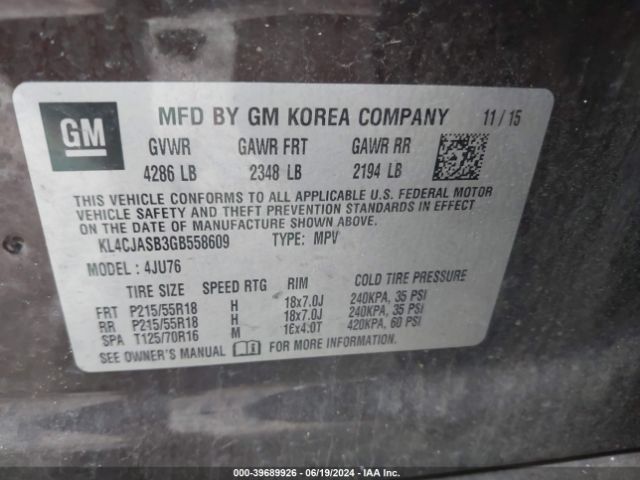 GM
MFD BY GM KOREA COMPANY 11/15
GVWR GAWR FRT GAWR RR
4286 LB 2348 LB 2194 LB
THIS VEHICLE CONFORMS TO ALL APPLICABLE U.S. FEDERAL MOTOR
VEHICLE SAFETY AND THEFT PREVENTION STANDARDS IN EFFECT
ON THE DATE OF MANUFACTURE SHOWN ABOVE.
KL4CJASB3GB558609 TYPE: MPV
MODEL : 4JU76
TIRE SIZE SPEED RTG RIM COLD TIRE PRESSURE
FRT P215/55R18 H 18x7.0J 240KPA, 35 PSI
RR P215/55R18 H 18x7.0J 240KPA, 35 PSI
SPA T125/70R16 M 16x4.0T 420KPA, 60 PSI
SEE OWNER'S MANUAL FOR MORE INFORMATION.
000-39689926 - 06/19/2024 - IAA Inc.